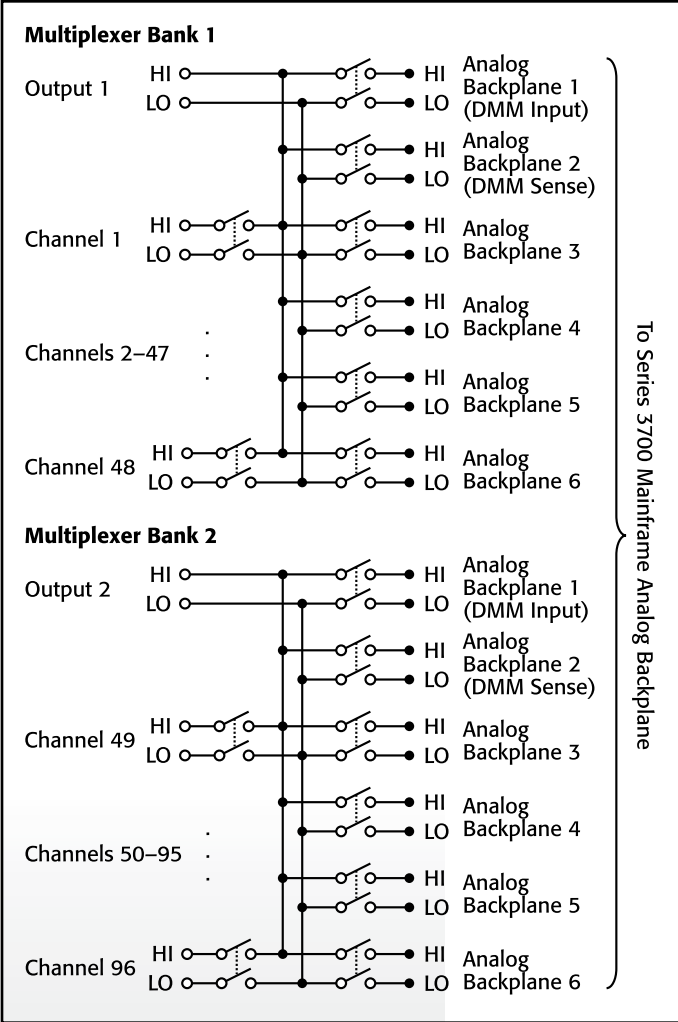 Multiplexer Bank 1
Output 1
HI
LO
HI
LO
Analog
Backplane 1
(DMM Input)
HI
LO
Analog
Backplane 2
(DMM Sense)
Channel 1
HI
LO
HI
LO
Analog
Backplane 3
HI
LO
Analog
Backplane 4
Channels 2–47
HI
LO
Analog
Backplane 5
Channel 48
HI
LO
HI
LO
Analog
Backplane 6
Multiplexer Bank 2
Output 2
HI
LO
HI
LO
Analog
Backplane 1
(DMM Input)
HI
LO
Analog
Backplane 2
(DMM Sense)
Channel 49
HI
LO
HI
LO
Analog
Backplane 3
HI
LO
Analog
Backplane 4
Channels 50–95
HI
LO
Analog
Backplane 5
Channel 96
HI
LO
HI
LO
Analog
Backplane 6
To Series 3700 Mainframe Analog Backplane